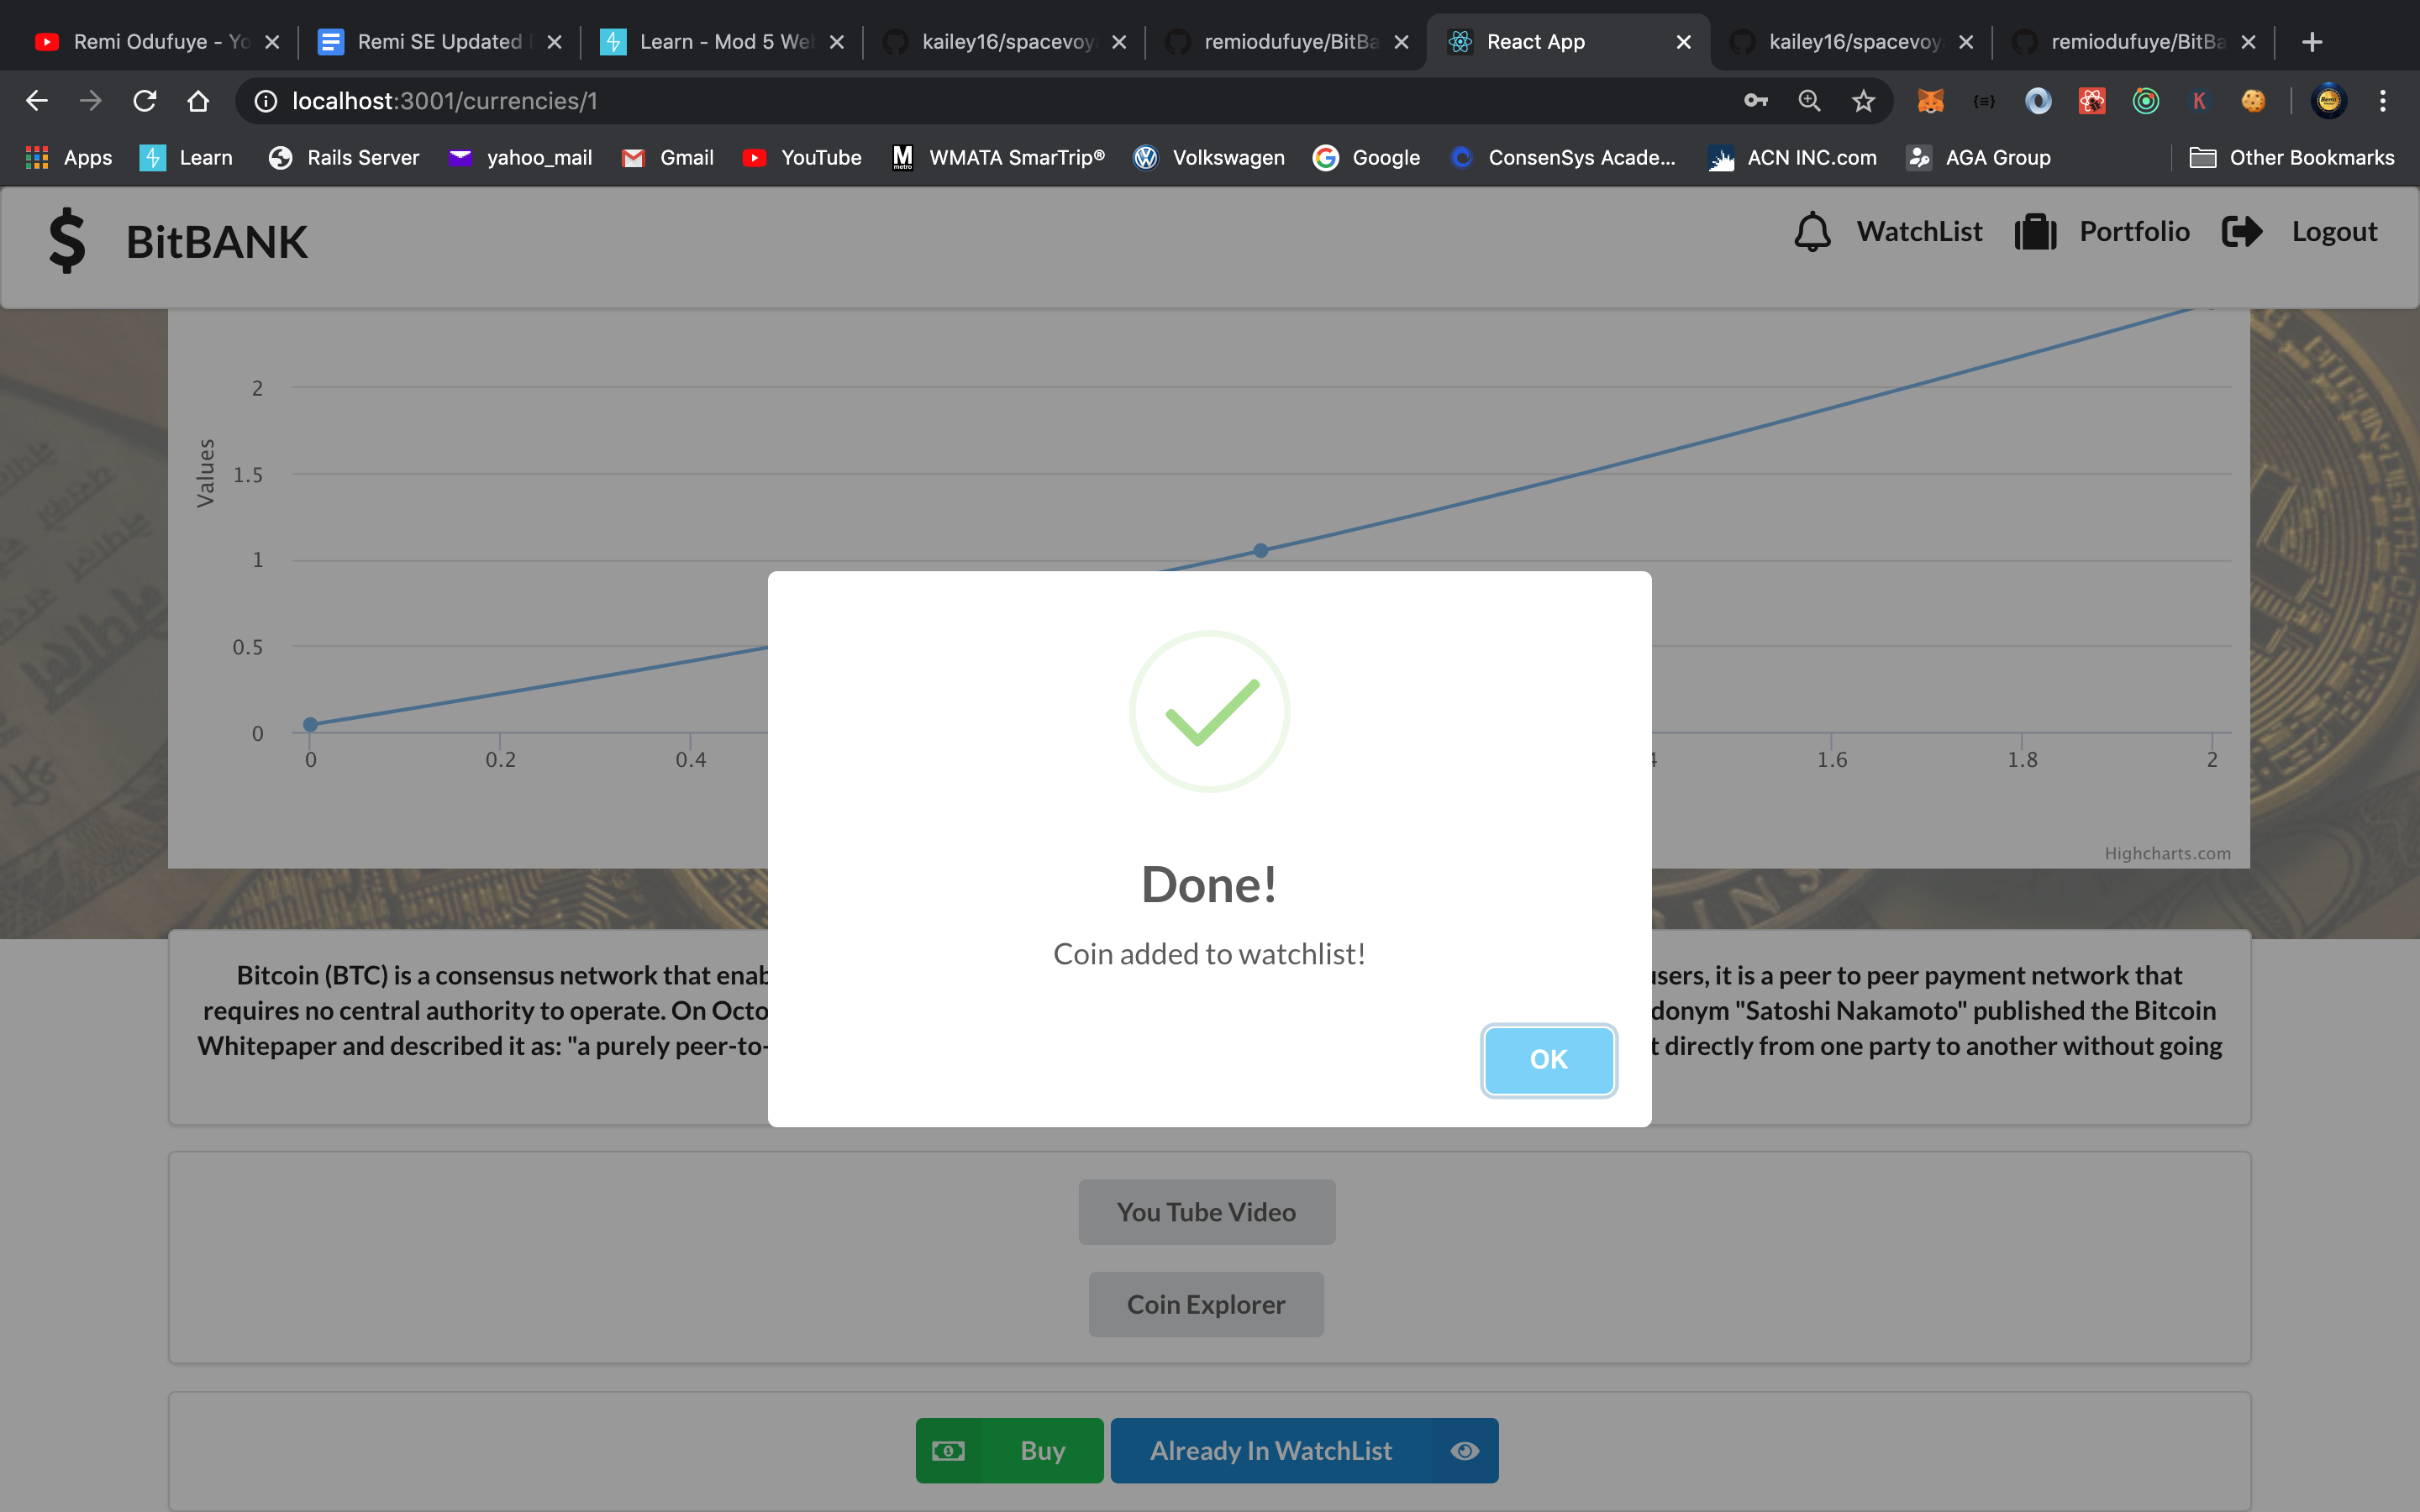 Remi Odufuye - Yo
Remi SE Updated
Learn - Mod 5 We
kailey16/spacevoy
remiodufuye/BitBa
React App
kailey16/spacevoy
remiodufuye/BitBa
localhost:3001/currencies/1
Apps
Learn
Rails Server
yahoo_mail
Gmail
YouTube
WMATA SmarTrip®
Volkswagen
Google
ConsenSys Acade...
ACN INC.com
AGA Group
Other Bookmarks
$ BitBANK
WatchList
Portfolio
Logout
Values
2
1.5
1
0.5
0
0
0.2
0.4
1.6
1.8
2
Highcharts.com
Done!
Coin added to watchlist!
OK
Bitcoin (BTC) is a consensus network that enab
users, it is a peer to peer payment network that
requires no central authority to operate. On Octo
donym "Satoshi Nakamoto" published the Bitcoin
Whitepaper and described it as: "a purely peer-to-
t directly from one party to another without going
You Tube Video
Coin Explorer
Buy
Already In WatchList